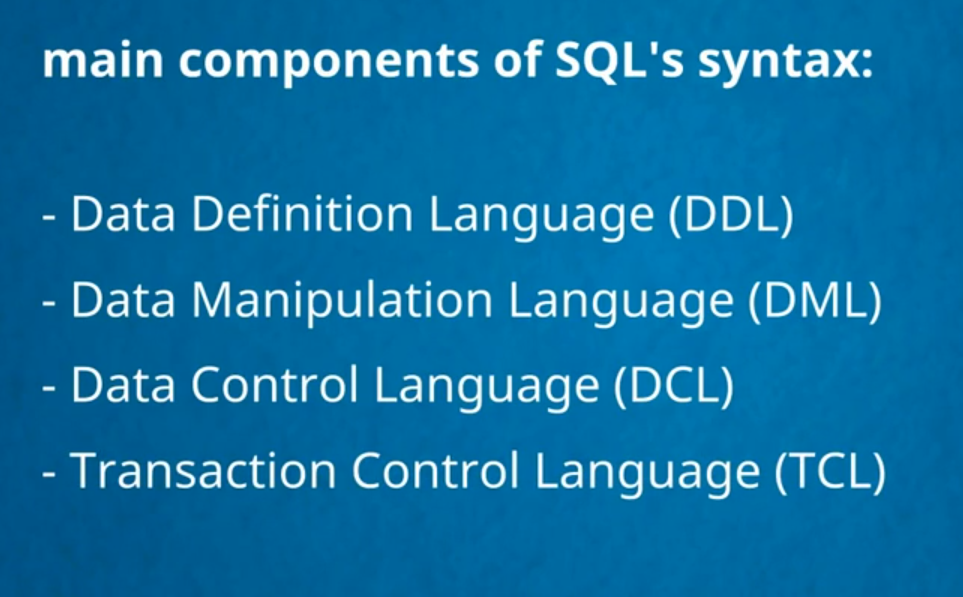 main components of SQL's syntax:
- Data Definition Language (DDL)
- Data Manipulation Language (DML)
- Data Control Language (DCL)
- Transaction Control Language (TCL)